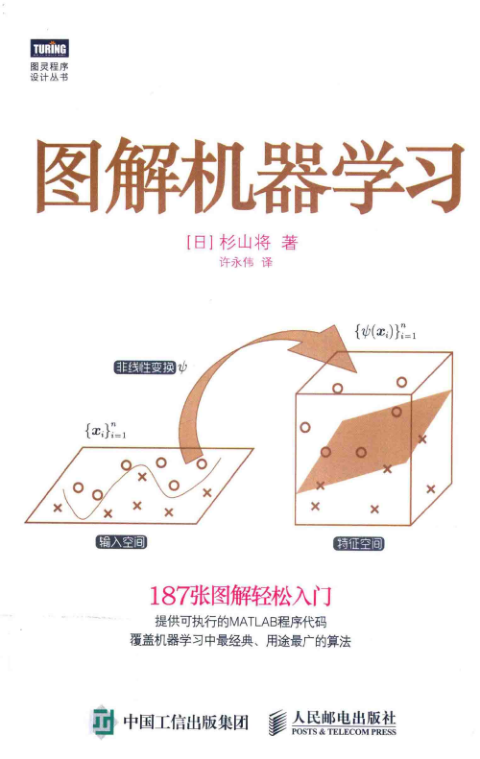 TURING
图灵程序
设计丛书
图解机器学习
[日] 杉山将 著
许永伟 译
{ψ(xᵢ)}ⁿᵢ₌₁
非线性变换 ψ
{xᵢ}ⁿᵢ₌₁
输入空间
特征空间
187张图解轻松入门
提供可执行的MATLAB程序代码
覆盖机器学习中最经典、用途最广的算法
中国工信出版集团
人民邮电出版社
POSTS & TELECOM PRESS